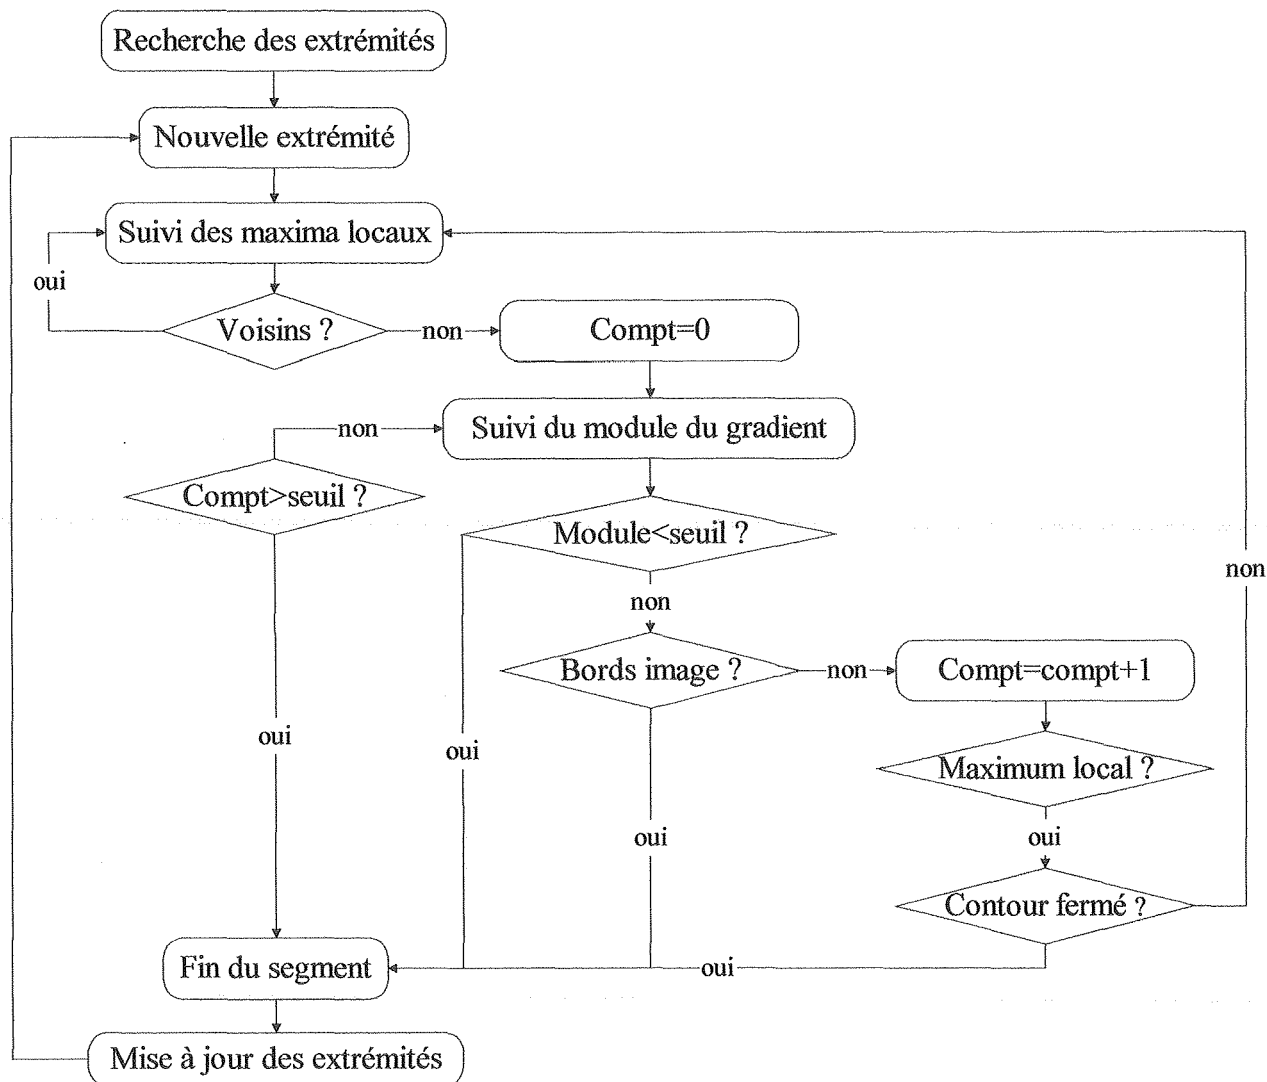 Recherche des extrémités
Nouvelle extrémité
Suivi des maxima locaux
oui
Voisins ?
non
Compt=0
non
Suivi du module du gradient
Compt>seuil ?
Module<seuil ?
non
non
Bords image ?
non
Compt=compt+1
oui
oui
Maximum local ?
oui
oui
Contour fermé ?
Fin du segment
oui
Mise à jour des extrémités